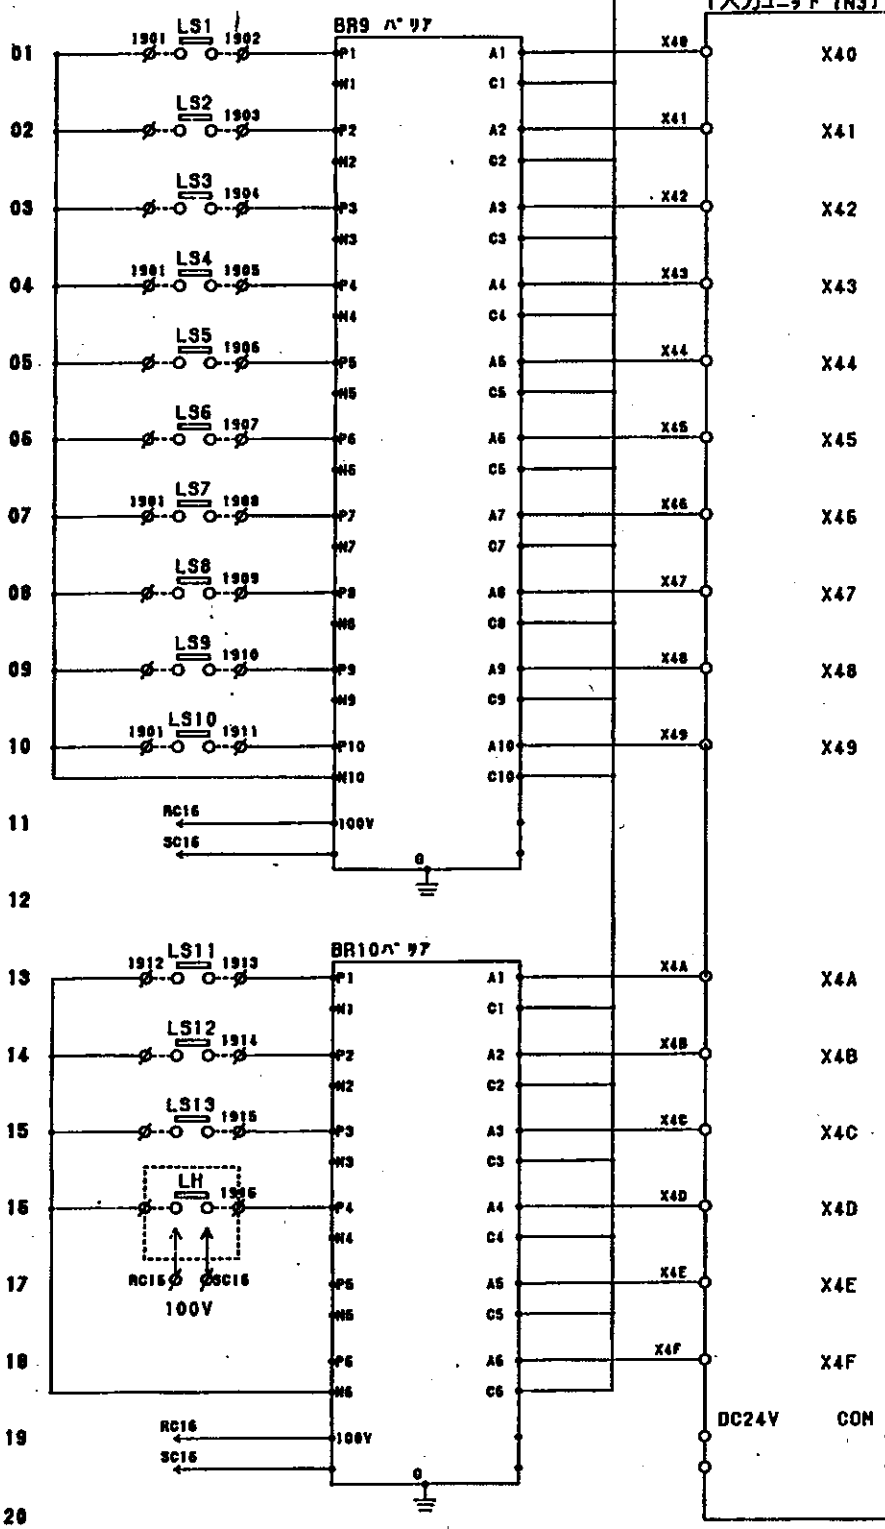 入力ユニット (N3)
BR9 バリア
01 1901 LS1 1902 P1 A1 X40 X40
N1 C1
02 LS2 1903 P2 A2 X41 X41
N2 C2
03 LS3 1904 P3 A3 X42 X42
N3 C3
04 1901 LS4 1905 P4 A4 X43 X43
N4 C4
05 LS5 1906 P5 A5 X44 X44
N5 C5
06 LS6 1907 P6 A6 X45 X45
N6 C6
07 1901 LS7 1908 P7 A7 X46 X46
N7 C7
08 LS8 1909 P8 A8 X47 X47
N8 C8
09 LS9 1910 P9 A9 X48 X48
N9 C9
10 1901 LS10 1911 P10 A10 X49 X49
N10 C10
11 RC16 100V
SC16
G
12
BR10バリア
13 1912 LS11 1913 P1 A1 X4A X4A
N1 C1
14 LS12 1914 P2 A2 X4B X4B
N2 C2
15 LS13 1915 P3 A3 X4C X4C
N3 C3
16 LH 1916 P4 A4 X4D X4D
N4 C4
17 RC16 SC16 P5 A5 X4E X4E
100V N5 C5
18 P6 A6 X4F X4F
N6 C6
DC24V COM
19 RC16 100V
SC16
G
20